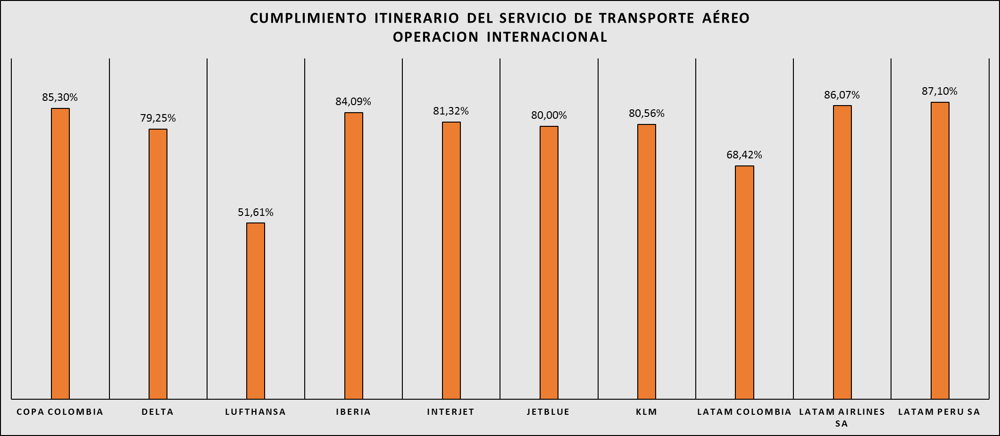 CUMPLIMIENTO ITINERARIO DEL SERVICIO DE TRANSPORTE AÉREO
OPERACION INTERNACIONAL
85,30%
79,25%
51,61%
84,09%
81,32%
80,00%
80,56%
68,42%
86,07%
87,10%
COPA COLOMBIA
DELTA
LUFTHANSA
IBERIA
INTERJET
JETBLUE
KLM
LATAM COLOMBIA
LATAM AIRLINES
SA
LATAM PERU SA